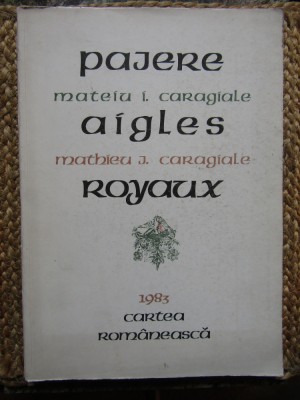 pajere
mateiu i. caragiale
aigles
mathieu j. caragiale
royaux
1983
cartea
românească